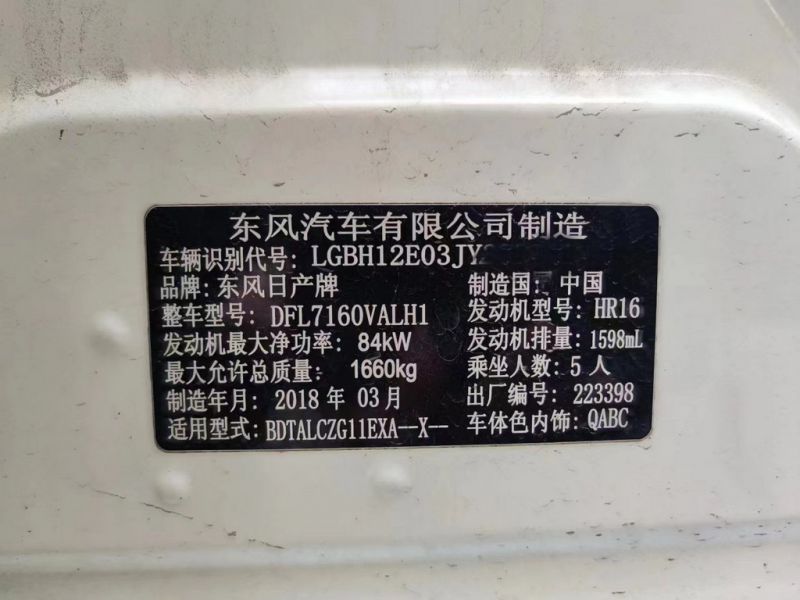 东风汽车有限公司制造
车辆识别代号: LGBH12E03JY
品牌: 东风日产牌 制造国: 中国
整车型号: DFL7160VALH1 发动机型号: HR16
发动机最大净功率: 84kW 发动机排量: 1598mL
最大允许总质量: 1660kg 乘坐人数: 5 人
制造年月: 2018 年 03 月 出厂编号: 223398
适用型式: BDTALCZG11EXA--X-- 车体色内饰: QABC